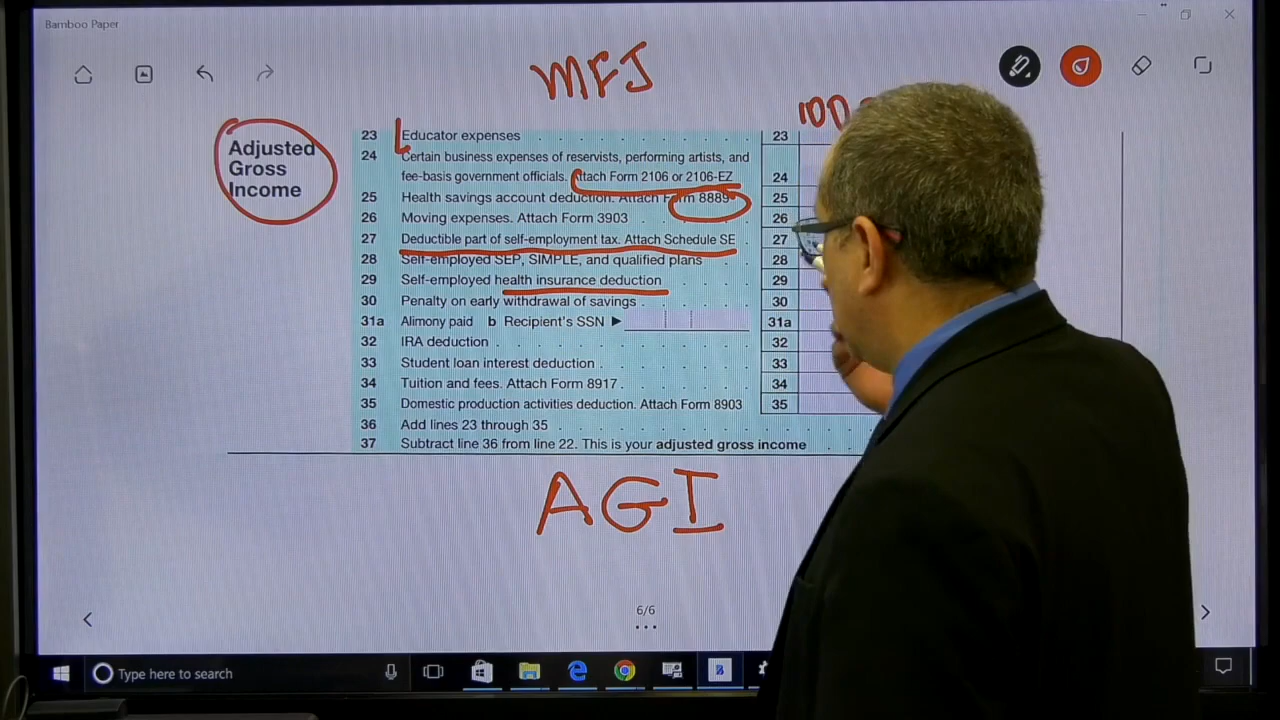 Bamboo Paper
MFJ
100
Adjusted
Gross
Income
23 Educator expenses 23
24 Certain business expenses of reservists, performing artists, and
fee-basis government officials. Attach Form 2106 or 2106-EZ 24
25 Health savings account deduction. Attach Form 8889 25
26 Moving expenses. Attach Form 3903 26
27 Deductible part of self-employment tax. Attach Schedule SE 27
28 Self-employed SEP, SIMPLE, and qualified plans 28
29 Self-employed health insurance deduction 29
30 Penalty on early withdrawal of savings 30
31a Alimony paid b Recipient's SSN ▶ 31a
32 IRA deduction 32
33 Student loan interest deduction 33
34 Tuition and fees. Attach Form 8917 34
35 Domestic production activities deduction. Attach Form 8903 35
36 Add lines 23 through 35
37 Subtract line 36 from line 22. This is your adjusted gross income
AGI
6/6
Type here to search
B